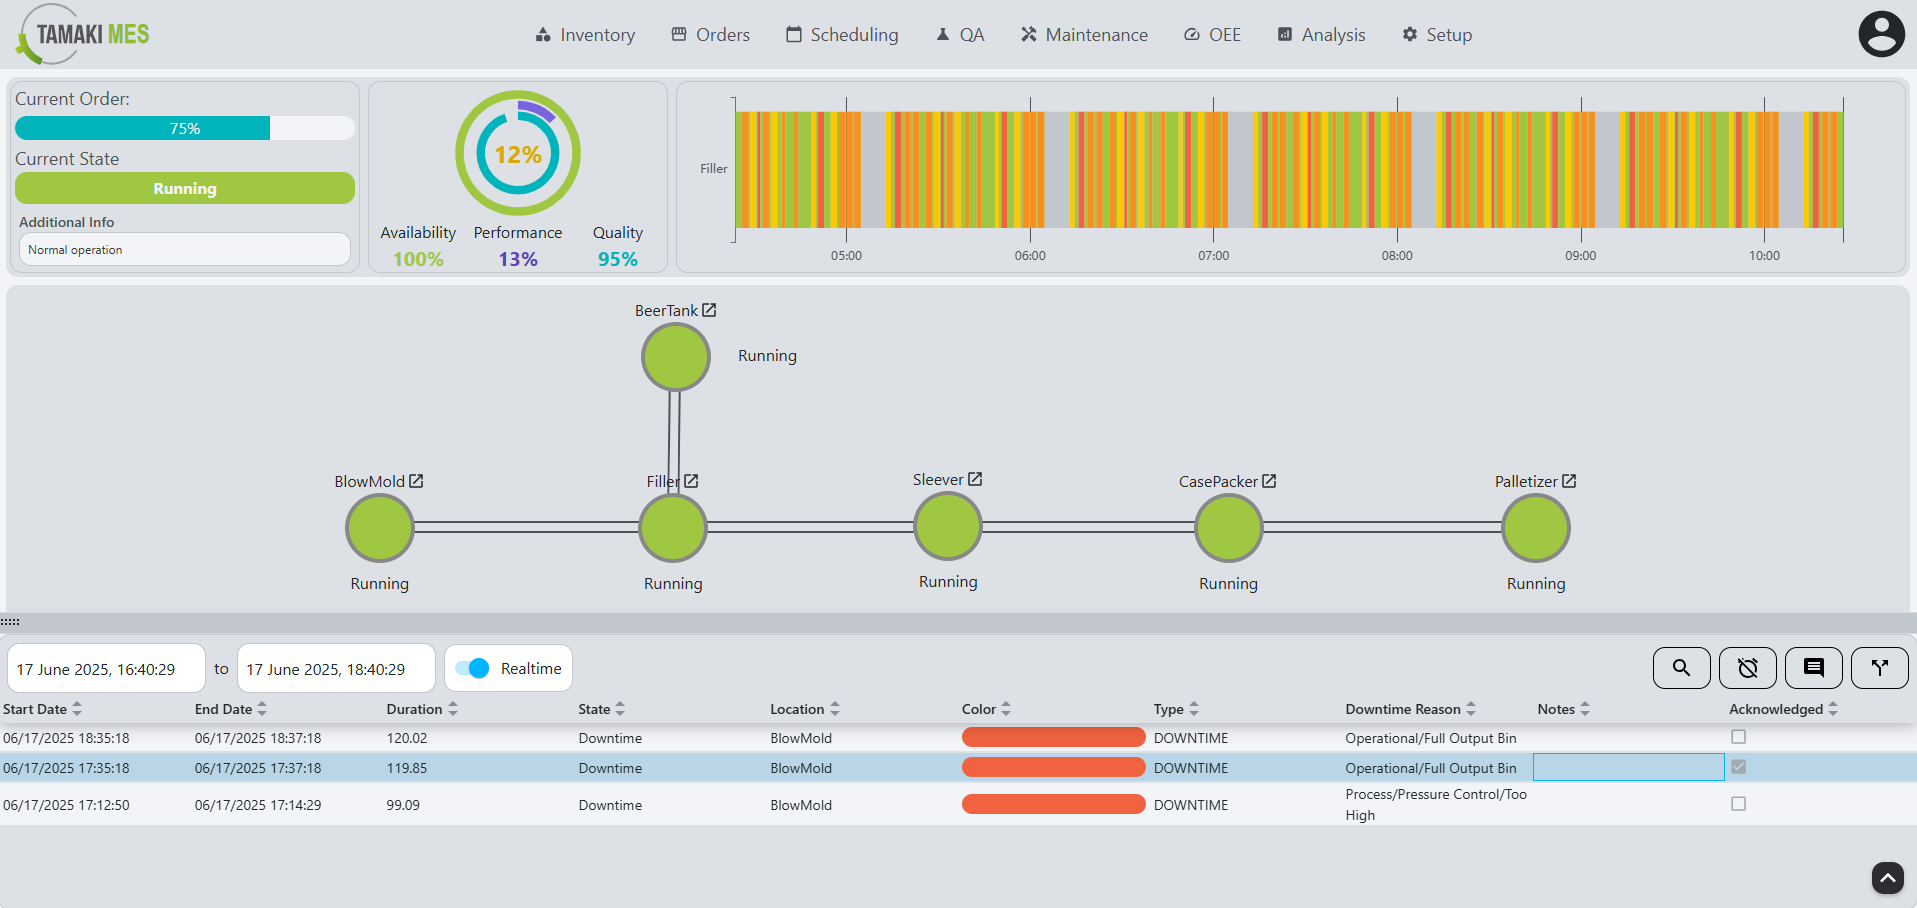 TAMAKI MES
Inventory Orders Scheduling QA Maintenance OEE Analysis Setup
Current Order:
75%
Current State
Running
Additional Info
Normal operation
12%
Availability Performance Quality
100% 13% 95%
Filler
05:00 06:00 07:00 08:00 09:00 10:00
BeerTank
Running
BlowMold Filler Sleever CasePacker Palletizer
Running Running Running Running Running
17 June 2025, 16:40:29 to 17 June 2025, 18:40:29 Realtime
Start Date End Date Duration State Location Color Type Downtime Reason Notes Acknowledged
06/17/2025 18:35:18 06/17/2025 18:37:18 120.02 Downtime BlowMold DOWNTIME Operational/Full Output Bin
06/17/2025 17:35:18 06/17/2025 17:37:18 119.85 Downtime BlowMold DOWNTIME Operational/Full Output Bin
06/17/2025 17:12:50 06/17/2025 17:14:29 99.09 Downtime BlowMold DOWNTIME Process/Pressure Control/Too
High